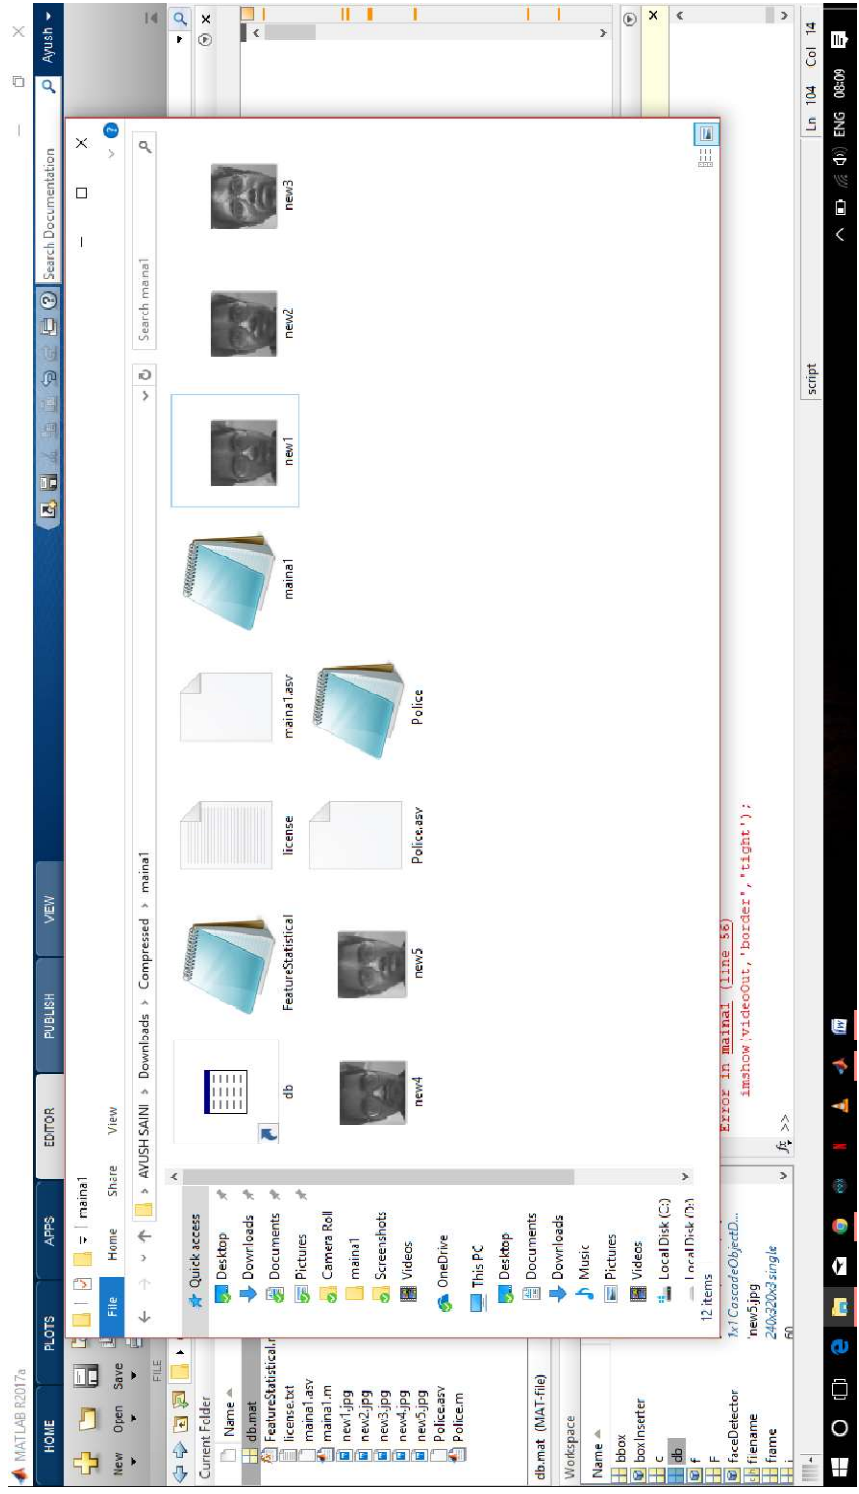 MATLAB R2017a
HOME PLOTS APPS EDITOR PUBLISH VIEW
Search Documentation Ayush
New Open Save
FILE
maina1
File Home Share View
AYUSH SAINI Downloads Compressed maina1
Search maina1
Quick access
Desktop
Downloads
Documents
Pictures
Camera Roll
maina1
Screenshots
Videos
OneDrive
This PC
Desktop
Documents
Downloads
Music
Pictures
Videos
Local Disk (C:)
Local Disk (D:)
12 items
db FeatureStatistical license maina1.asv maina1 new1 new2 new3
new4 new5 Police.asv Police
Current Folder
Name
db.mat
FeatureStatistical.r
license.txt
maina1.asv
maina1.m
new1.jpg
new2.jpg
new3.jpg
new4.jpg
new5.jpg
Police.asv
Police.m
db.mat (MAT-file)
Workspace
Name
bbox
boxInserter
c
db
f
F
faceDetector 1x1 CascadeObjectD...
filename 'new5.jpg
frame 240x320x3 single
i 60
Error in maina1 (line 56)
imshow(videoOut,'border','tight');
fx >>
script Ln 104 Col 14
ENG 08:09